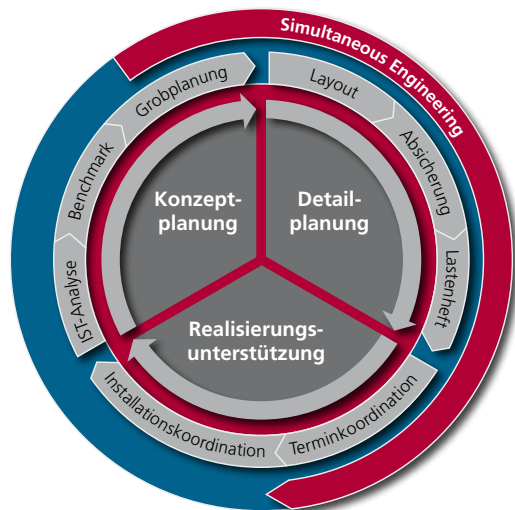 Simultaneous Engineering
Grobplanung
Layout
Benchmark
Absicherung
Konzept-
planung
Detail-
planung
IST-Analyse
Lastenheft
Realisierungs-
unterstützung
Installationskoordination
Terminkoordination